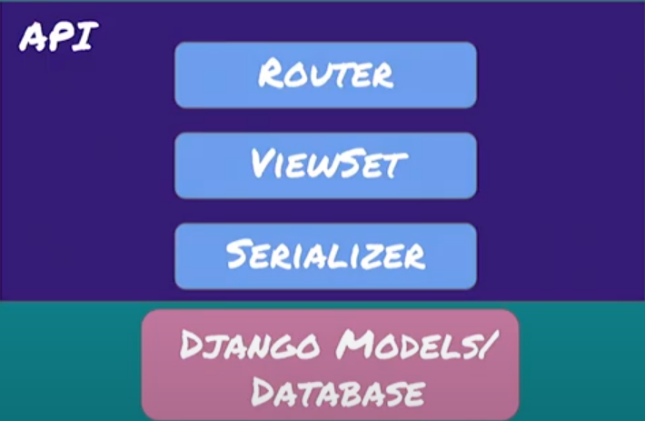 API
ROUTER
VIEWSET
SERIALIZER
DJANGO MODELS/
DATABASE